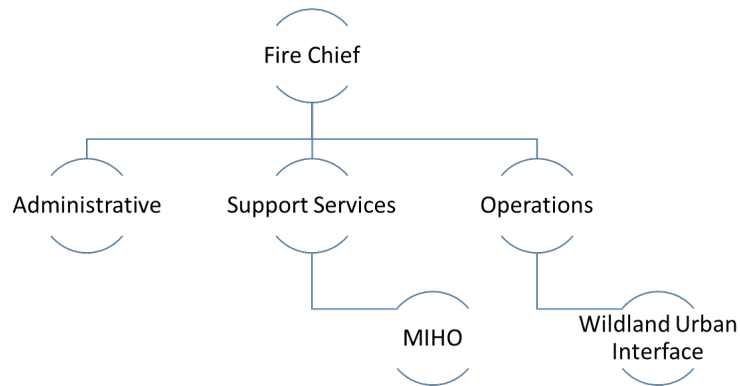 Fire Chief
Administrative
Support Services
Operations
MIHO
Wildland Urban
Interface